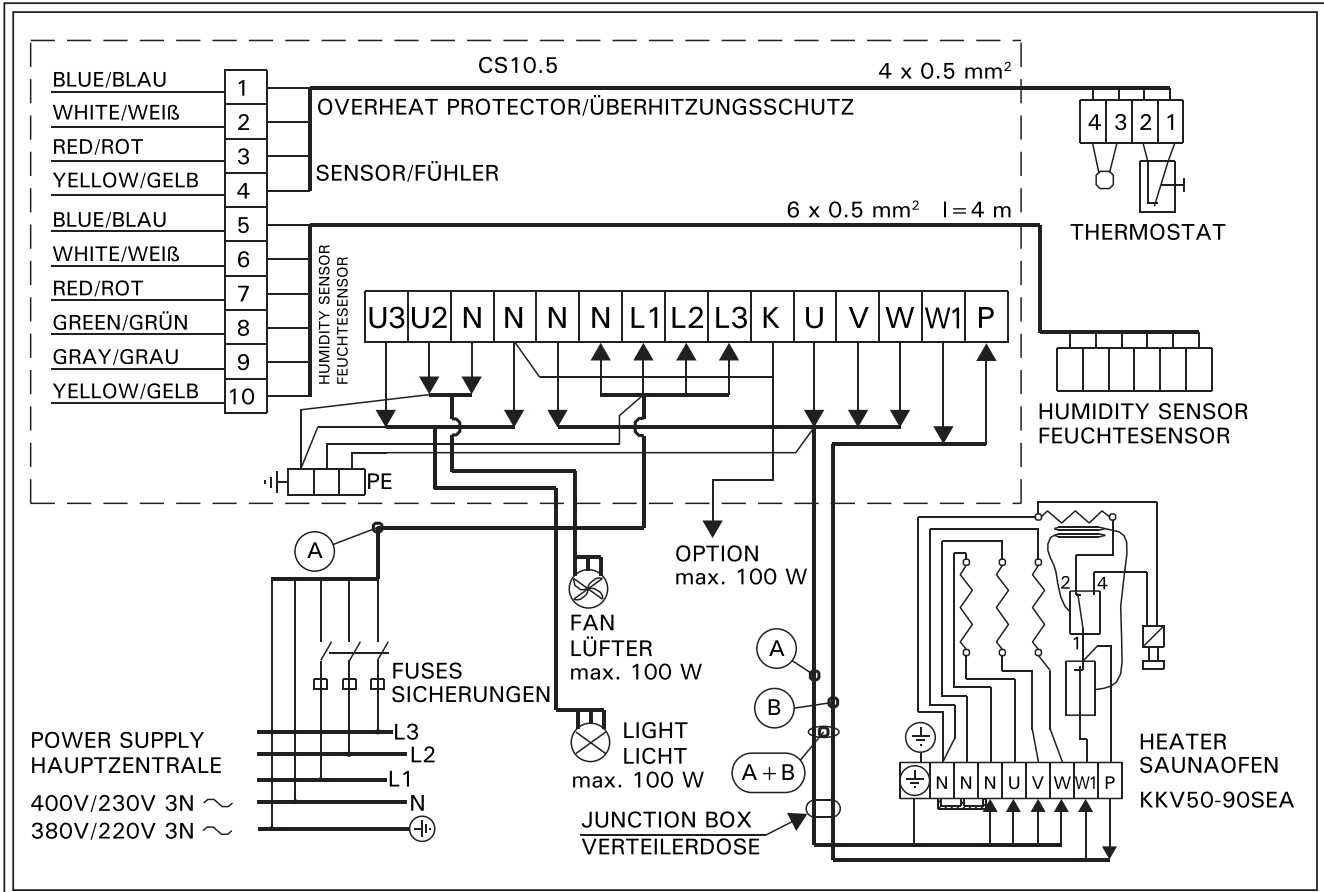 CS10.5
4 x 0.5 mm²
BLUE/BLAU 1
WHITE/WEIß 2
RED/ROT 3
YELLOW/GELB 4
BLUE/BLAU 5
WHITE/WEIß 6
RED/ROT 7
GREEN/GRÜN 8
GRAY/GRAU 9
YELLOW/GELB 10
OVERHEAT PROTECTOR/ÜBERHITZUNGSSCHUTZ
SENSOR/FÜHLER
4 3 2 1
THERMOSTAT
6 x 0.5 mm² l=4 m
HUMIDITY SENSOR
FEUCHTESENSOR
U3 U2 N N N N L1 L2 L3 K U V W W1 P
HUMIDITY SENSOR
FEUCHTESENSOR
PE
A
OPTION
max. 100 W
FAN
LÜFTER
max. 100 W
FUSES
SICHERUNGEN
LIGHT
LICHT
max. 100 W
A
B
A+B
JUNCTION BOX
VERTEILERDOSE
POWER SUPPLY
HAUPTZENTRALE
400V/230V 3N ~
380V/220V 3N ~
L3
L2
L1
N
2 4
1
N N N U V W W1 P
HEATER
SAUNAOFEN
KKV50-90SEA